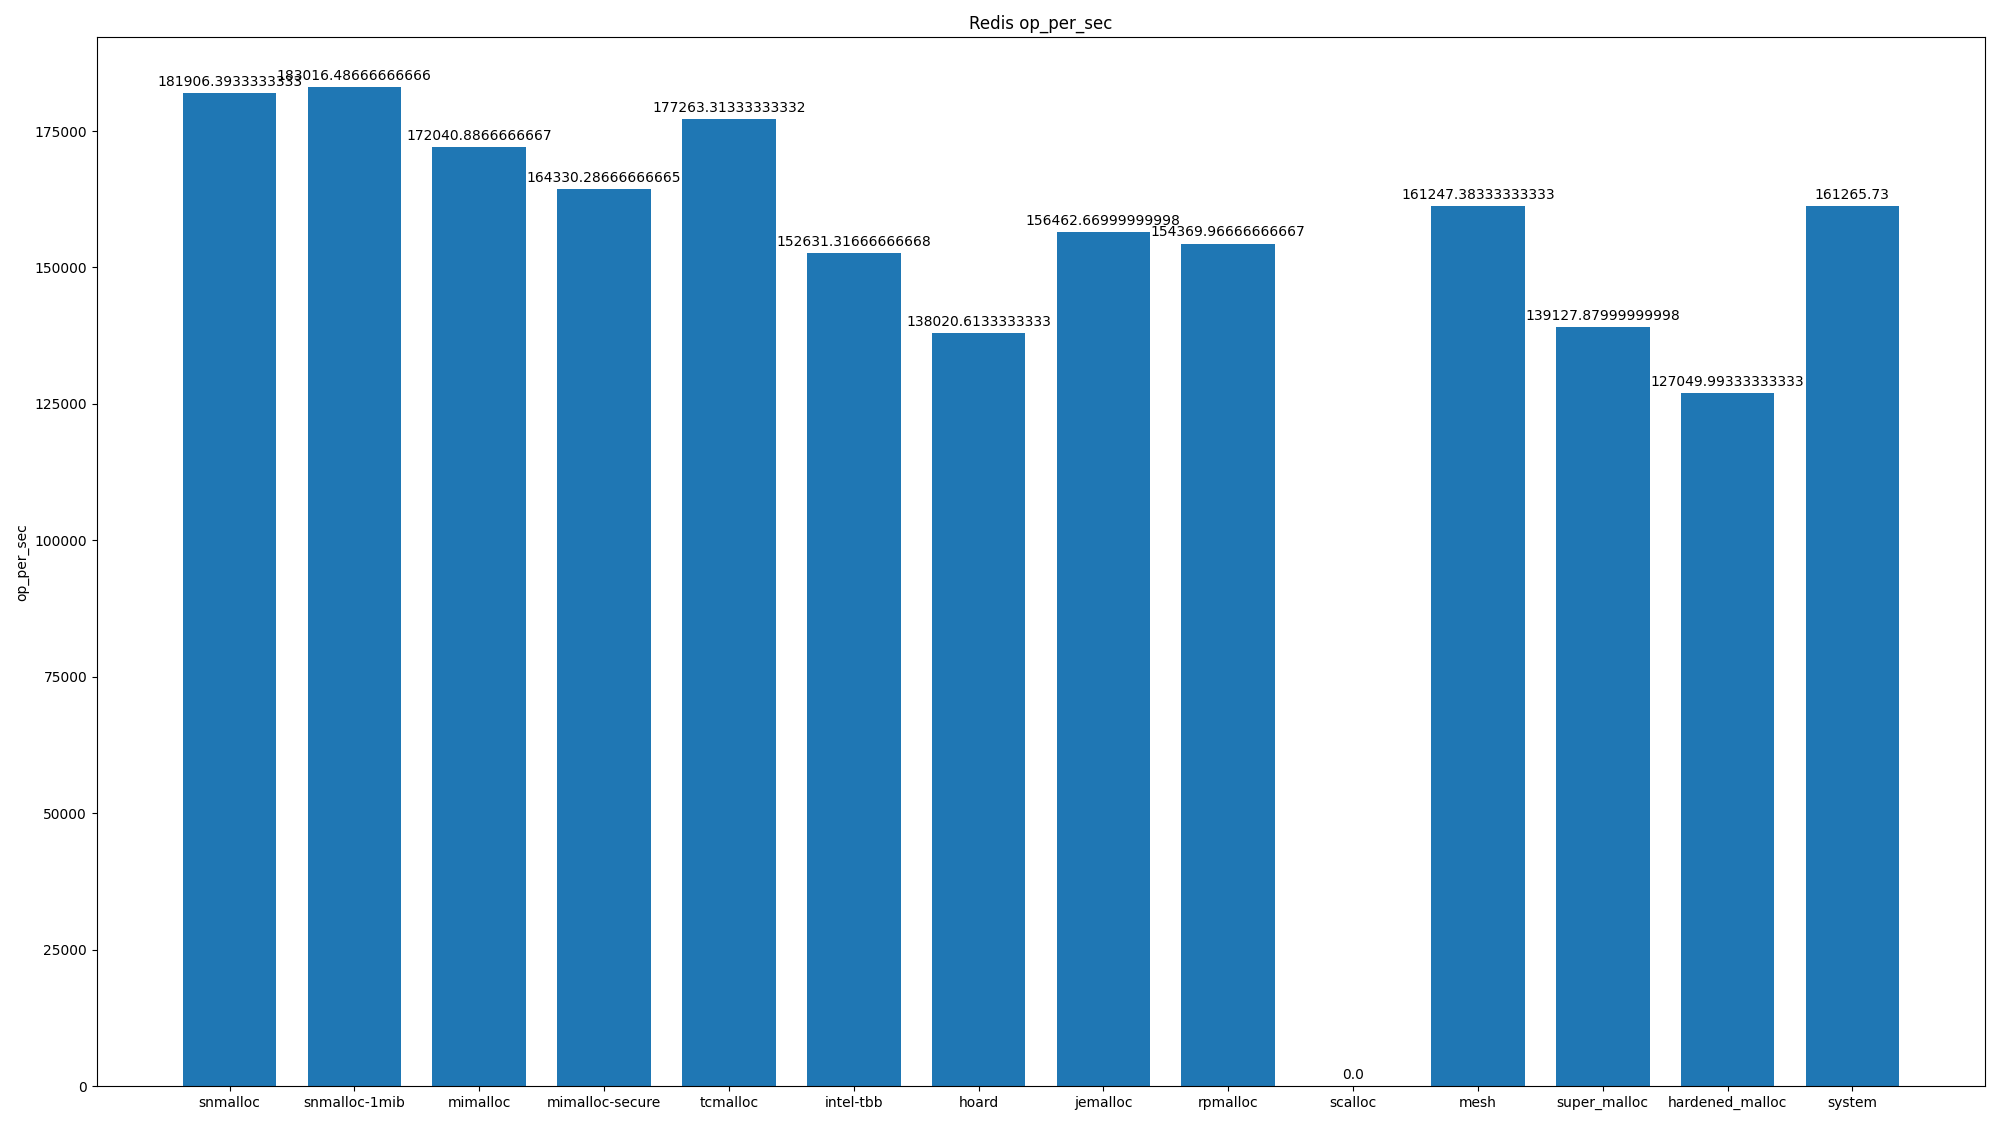 Redis op_per_sec
op_per_sec
175000
150000
125000
100000
75000
50000
25000
0
181906.3933333333
183016.48666666666
172040.8866666667
164330.28666666665
177263.31333333332
152631.31666666668
138020.6133333333
156462.66999999998
154369.96666666667
0.0
161247.38333333333
139127.87999999998
127049.99333333333
161265.73
snmalloc
snmalloc-1mib
mimalloc
mimalloc-secure
tcmalloc
intel-tbb
hoard
jemalloc
rpmalloc
scalloc
mesh
super_malloc
hardened_malloc
system